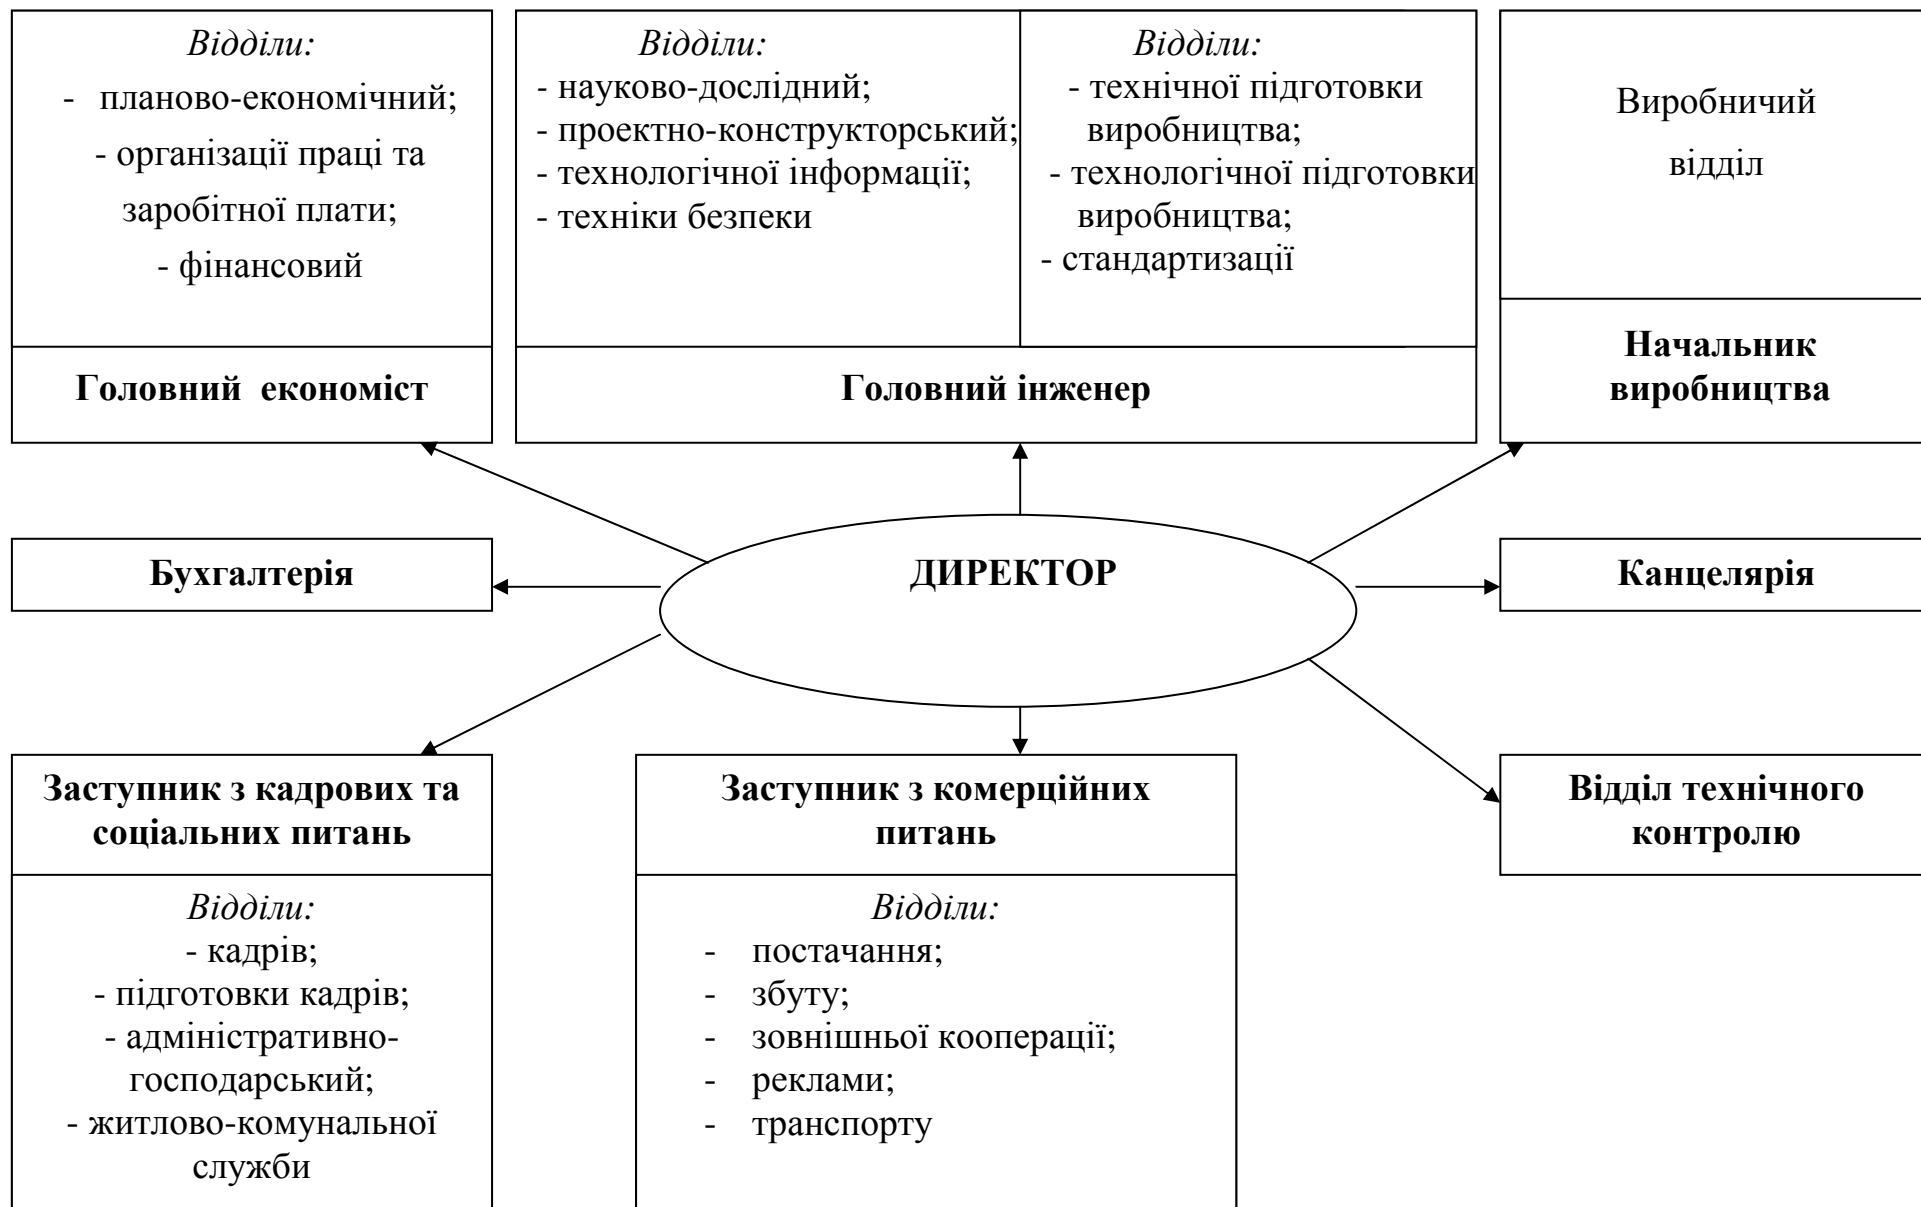 Відділи:
- планово-економічний;
- організації праці та
заробітної плати;
- фінансовий
Головний економіст
Відділи:
- науково-дослідний;
- проектно-конструкторський;
- технологічної інформації;
- техніки безпеки
Відділи:
- технічної підготовки
виробництва;
- технологічної підготовки
виробництва;
- стандартизації
Головний інженер
Виробничий
відділ
Начальник
виробництва
Бухгалтерія
ДИРЕКТОР
Канцелярія
Заступник з кадрових та
соціальних питань
Відділи:
- кадрів;
- підготовки кадрів;
- адміністративно-
господарський;
- житлово-комунальної
служби
Заступник з комерційних
питань
Відділи:
- постачання;
- збуту;
- зовнішньої кооперації;
- реклами;
- транспорту
Відділ технічного
контролю